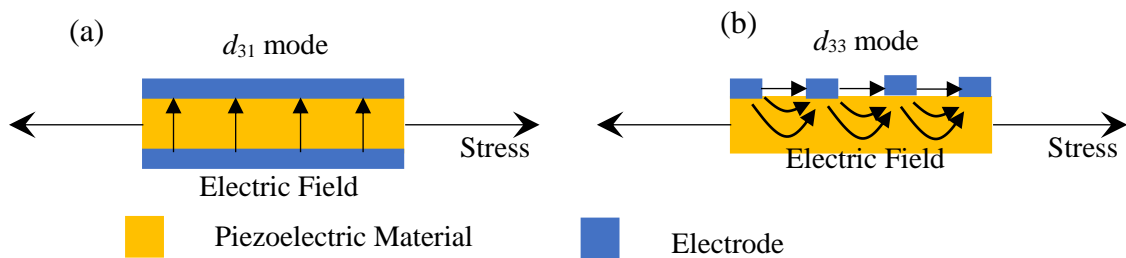 (a)
d31 mode
Stress
Electric Field
(b)
d33 mode
Stress
Electric Field
Piezoelectric Material
Electrode